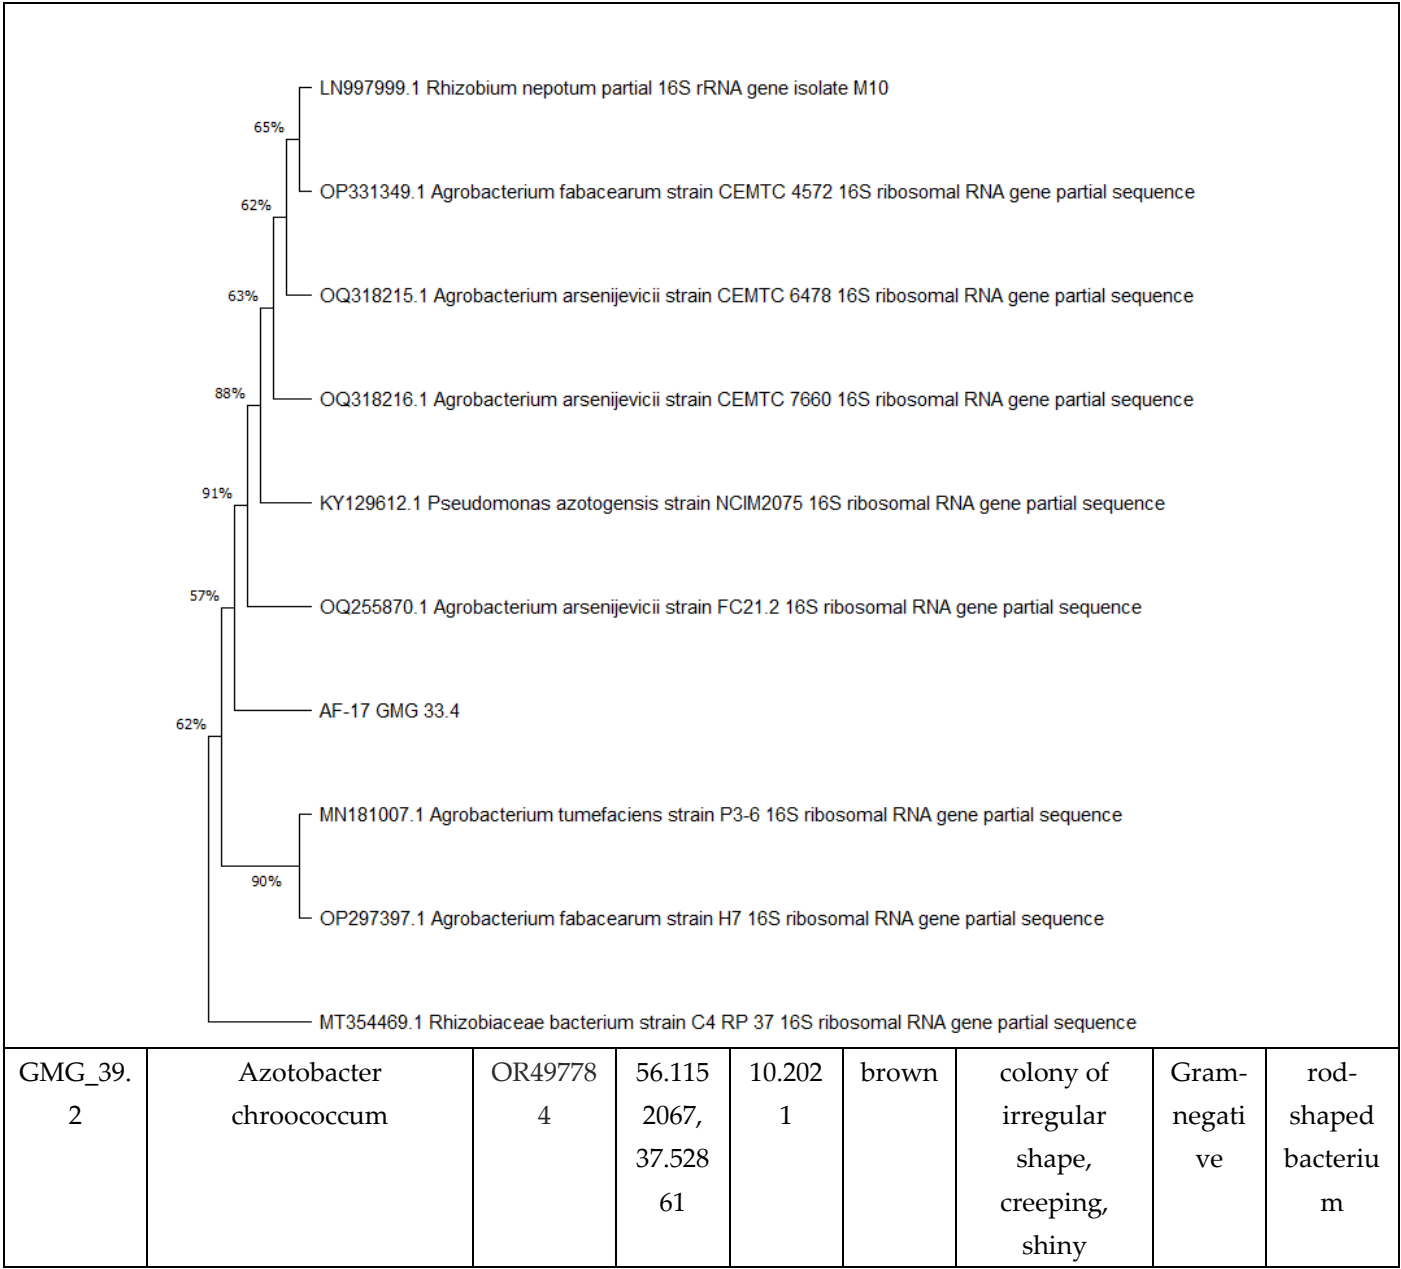 LN997999.1 Rhizobium nepotum partial 16S rRNA gene isolate M10
65%
OP331349.1 Agrobacterium fabacearum strain CEMTC 4572 16S ribosomal RNA gene partial sequence
62%
OQ318215.1 Agrobacterium arsenijevicii strain CEMTC 6478 16S ribosomal RNA gene partial sequence
63%
OQ318216.1 Agrobacterium arsenijevicii strain CEMTC 7660 16S ribosomal RNA gene partial sequence
88%
KY129612.1 Pseudomonas azotogensis strain NCIM2075 16S ribosomal RNA gene partial sequence
91%
OQ255870.1 Agrobacterium arsenijevicii strain FC21.2 16S ribosomal RNA gene partial sequence
57%
AF-17 GMG 33.4
62%
MN181007.1 Agrobacterium tumefaciens strain P3-6 16S ribosomal RNA gene partial sequence
90%
OP297397.1 Agrobacterium fabacearum strain H7 16S ribosomal RNA gene partial sequence
MT354469.1 Rhizobiaceae bacterium strain C4 RP 37 16S ribosomal RNA gene partial sequence
GMG_39.
2
Azotobacter
chroococcum
OR49778
4
56.115
2067,
37.528
61
10.202
1
brown
colony of
irregular
shape,
creeping,
shiny
Gram-
negati
ve
rod-
shaped
bacteriu
m